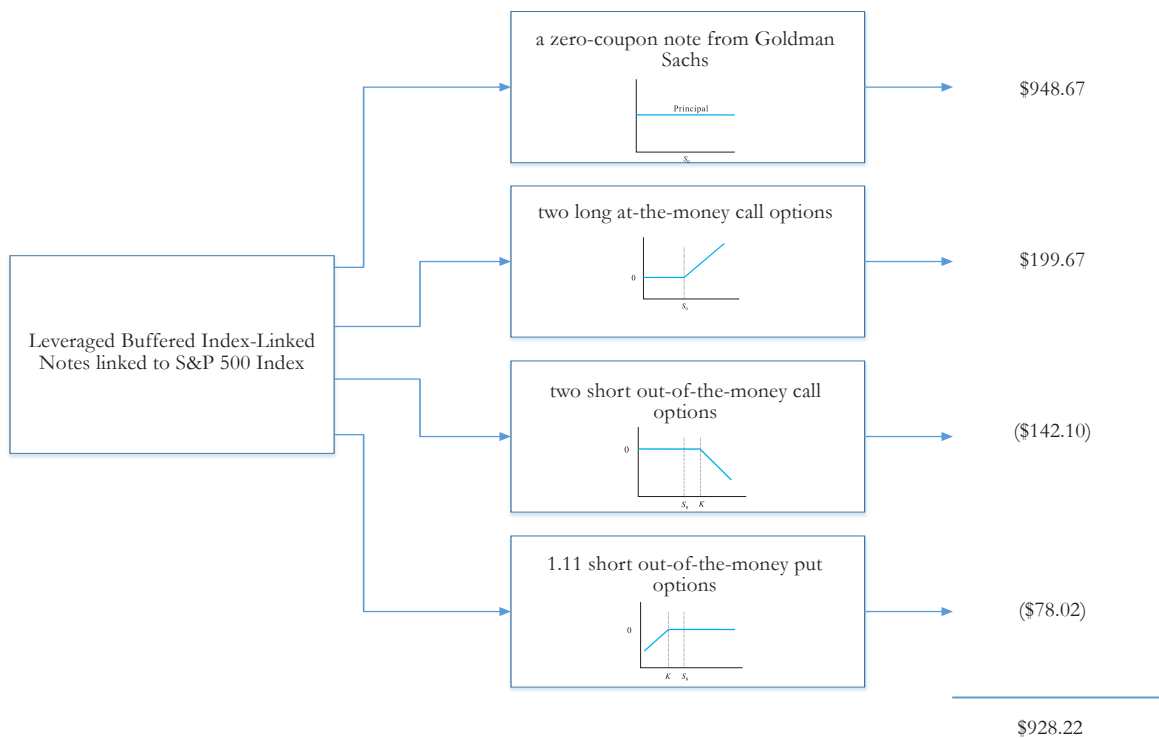 a zero-coupon note from Goldman
Sachs
Principal
S₀
$948.67
two long at-the-money call options
0
S₀
$199.67
Leveraged Buffered Index-Linked
Notes linked to S&P 500 Index
two short out-of-the-money call
options
0
S₀ K
($142.10)
1.11 short out-of-the-money put
options
0
K S₀
($78.02)
$928.22